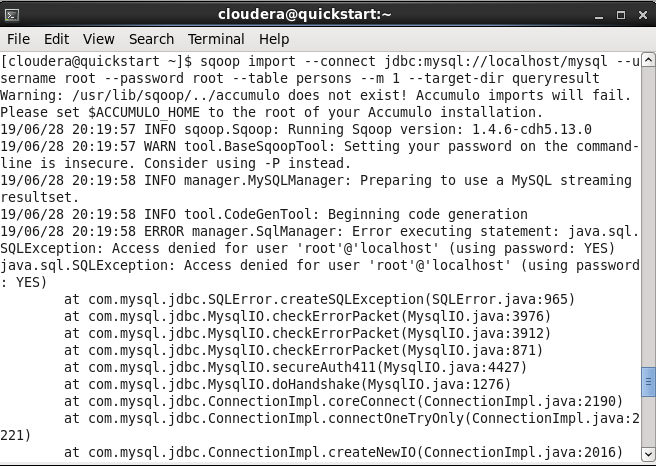 cloudera@quickstart:~
File Edit View Search Terminal Help
[cloudera@quickstart ~]$ sqoop import --connect jdbc:mysql://localhost/mysql --u
sername root --password root --table persons --m 1 --target-dir queryresult
Warning: /usr/lib/sqoop/../accumulo does not exist! Accumulo imports will fail.
Please set $ACCUMULO_HOME to the root of your Accumulo installation.
19/06/28 20:19:57 INFO sqoop.Sqoop: Running Sqoop version: 1.4.6-cdh5.13.0
19/06/28 20:19:57 WARN tool.BaseSqoopTool: Setting your password on the command-
line is insecure. Consider using -P instead.
19/06/28 20:19:58 INFO manager.MySQLManager: Preparing to use a MySQL streaming
resultset.
19/06/28 20:19:58 INFO tool.CodeGenTool: Beginning code generation
19/06/28 20:19:58 ERROR manager.SqlManager: Error executing statement: java.sql.
SQLException: Access denied for user 'root'@'localhost' (using password: YES)
java.sql.SQLException: Access denied for user 'root'@'localhost' (using password
: YES)
at com.mysql.jdbc.SQLError.createSQLException(SQLError.java:965)
at com.mysql.jdbc.MysqlIO.checkErrorPacket(MysqlIO.java:3976)
at com.mysql.jdbc.MysqlIO.checkErrorPacket(MysqlIO.java:3912)
at com.mysql.jdbc.MysqlIO.checkErrorPacket(MysqlIO.java:871)
at com.mysql.jdbc.MysqlIO.secureAuth411(MysqlIO.java:4427)
at com.mysql.jdbc.MysqlIO.doHandshake(MysqlIO.java:1276)
at com.mysql.jdbc.ConnectionImpl.coreConnect(ConnectionImpl.java:2190)
at com.mysql.jdbc.ConnectionImpl.connectOneTryOnly(ConnectionImpl.java:2
221)
at com.mysql.jdbc.ConnectionImpl.createNewIO(ConnectionImpl.java:2016)